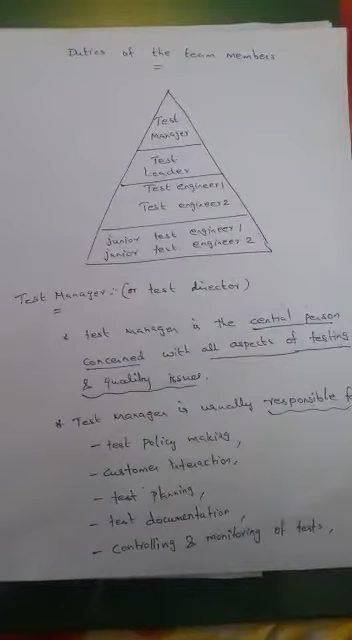 Duties of the team members
Test
Manager
Test
Leader
Test engineer 1
Test engineer 2
junior test engineer 1
junior test engineer 2
Test Manager :- (or test director)
* test manager is the central person
concerned with all aspects of testing
& quality issues.
* Test manager is usually responsible
- test policy making,
- customer Interaction,
- test planning,
- test documentation,
- controlling & monitoring of tests,